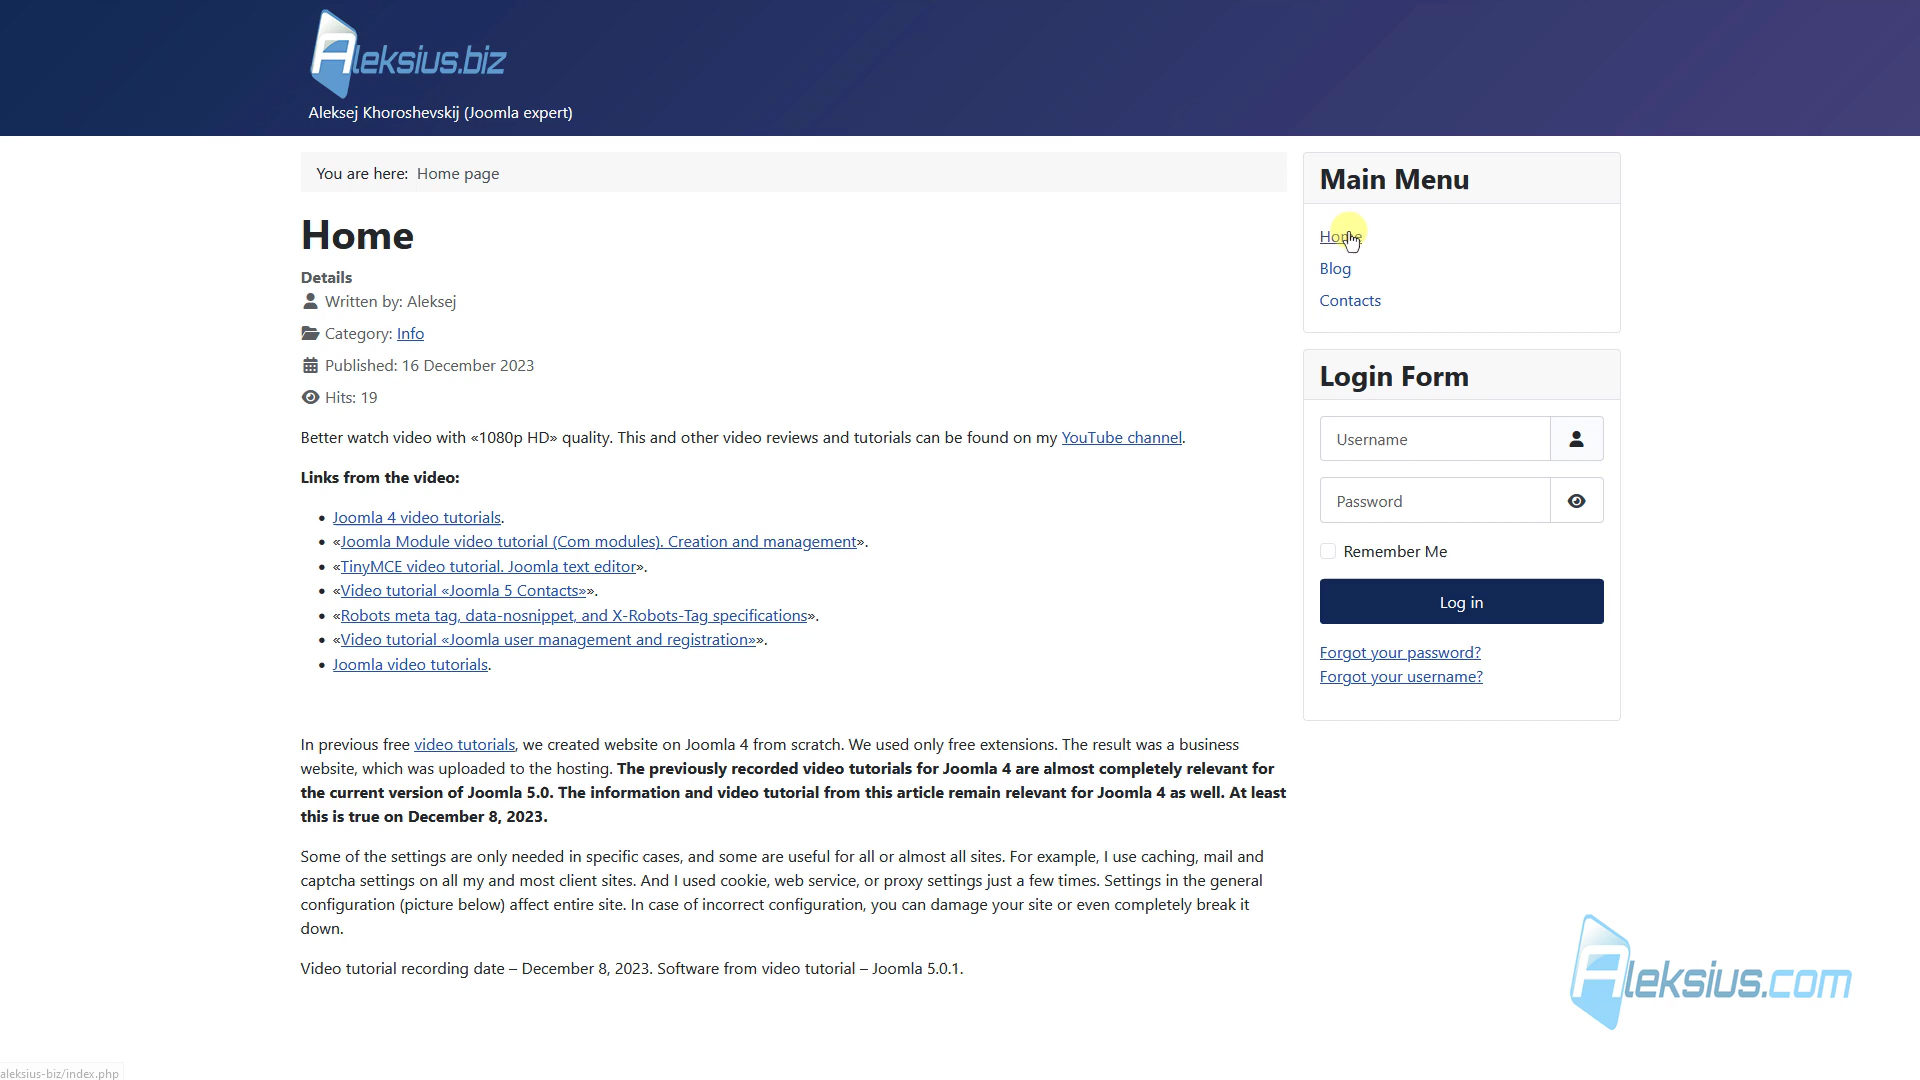 Aleksius.biz
Aleksej Khoroshevskij (Joomla expert)
You are here: Home page
Home
Details
Written by: Aleksej
Category: Info
Published: 16 December 2023
Hits: 19
Better watch video with «1080p HD» quality. This and other video reviews and tutorials can be found on my YouTube channel.
Links from the video:
Joomla 4 video tutorials.
«Joomla Module video tutorial (Com modules). Creation and management».
«TinyMCE video tutorial. Joomla text editor».
«Video tutorial «Joomla 5 Contacts»».
«Robots meta tag, data-nosnippet, and X-Robots-Tag specifications».
«Video tutorial «Joomla user management and registration»».
Joomla video tutorials.
In previous free video tutorials, we created website on Joomla 4 from scratch. We used only free extensions. The result was a business
website, which was uploaded to the hosting. The previously recorded video tutorials for Joomla 4 are almost completely relevant for
the current version of Joomla 5.0. The information and video tutorial from this article remain relevant for Joomla 4 as well. At least
this is true on December 8, 2023.
Some of the settings are only needed in specific cases, and some are useful for all or almost all sites. For example, I use caching, mail and
captcha settings on all my and most client sites. And I used cookie, web service, or proxy settings just a few times. Settings in the general
configuration (picture below) affect entire site. In case of incorrect configuration, you can damage your site or even completely break it
down.
Video tutorial recording date – December 8, 2023. Software from video tutorial – Joomla 5.0.1.
Main Menu
Home
Blog
Contacts
Login Form
Username
Password
Remember Me
Log in
Forgot your password?
Forgot your username?
Aleksius.com
aleksius-biz/index.php